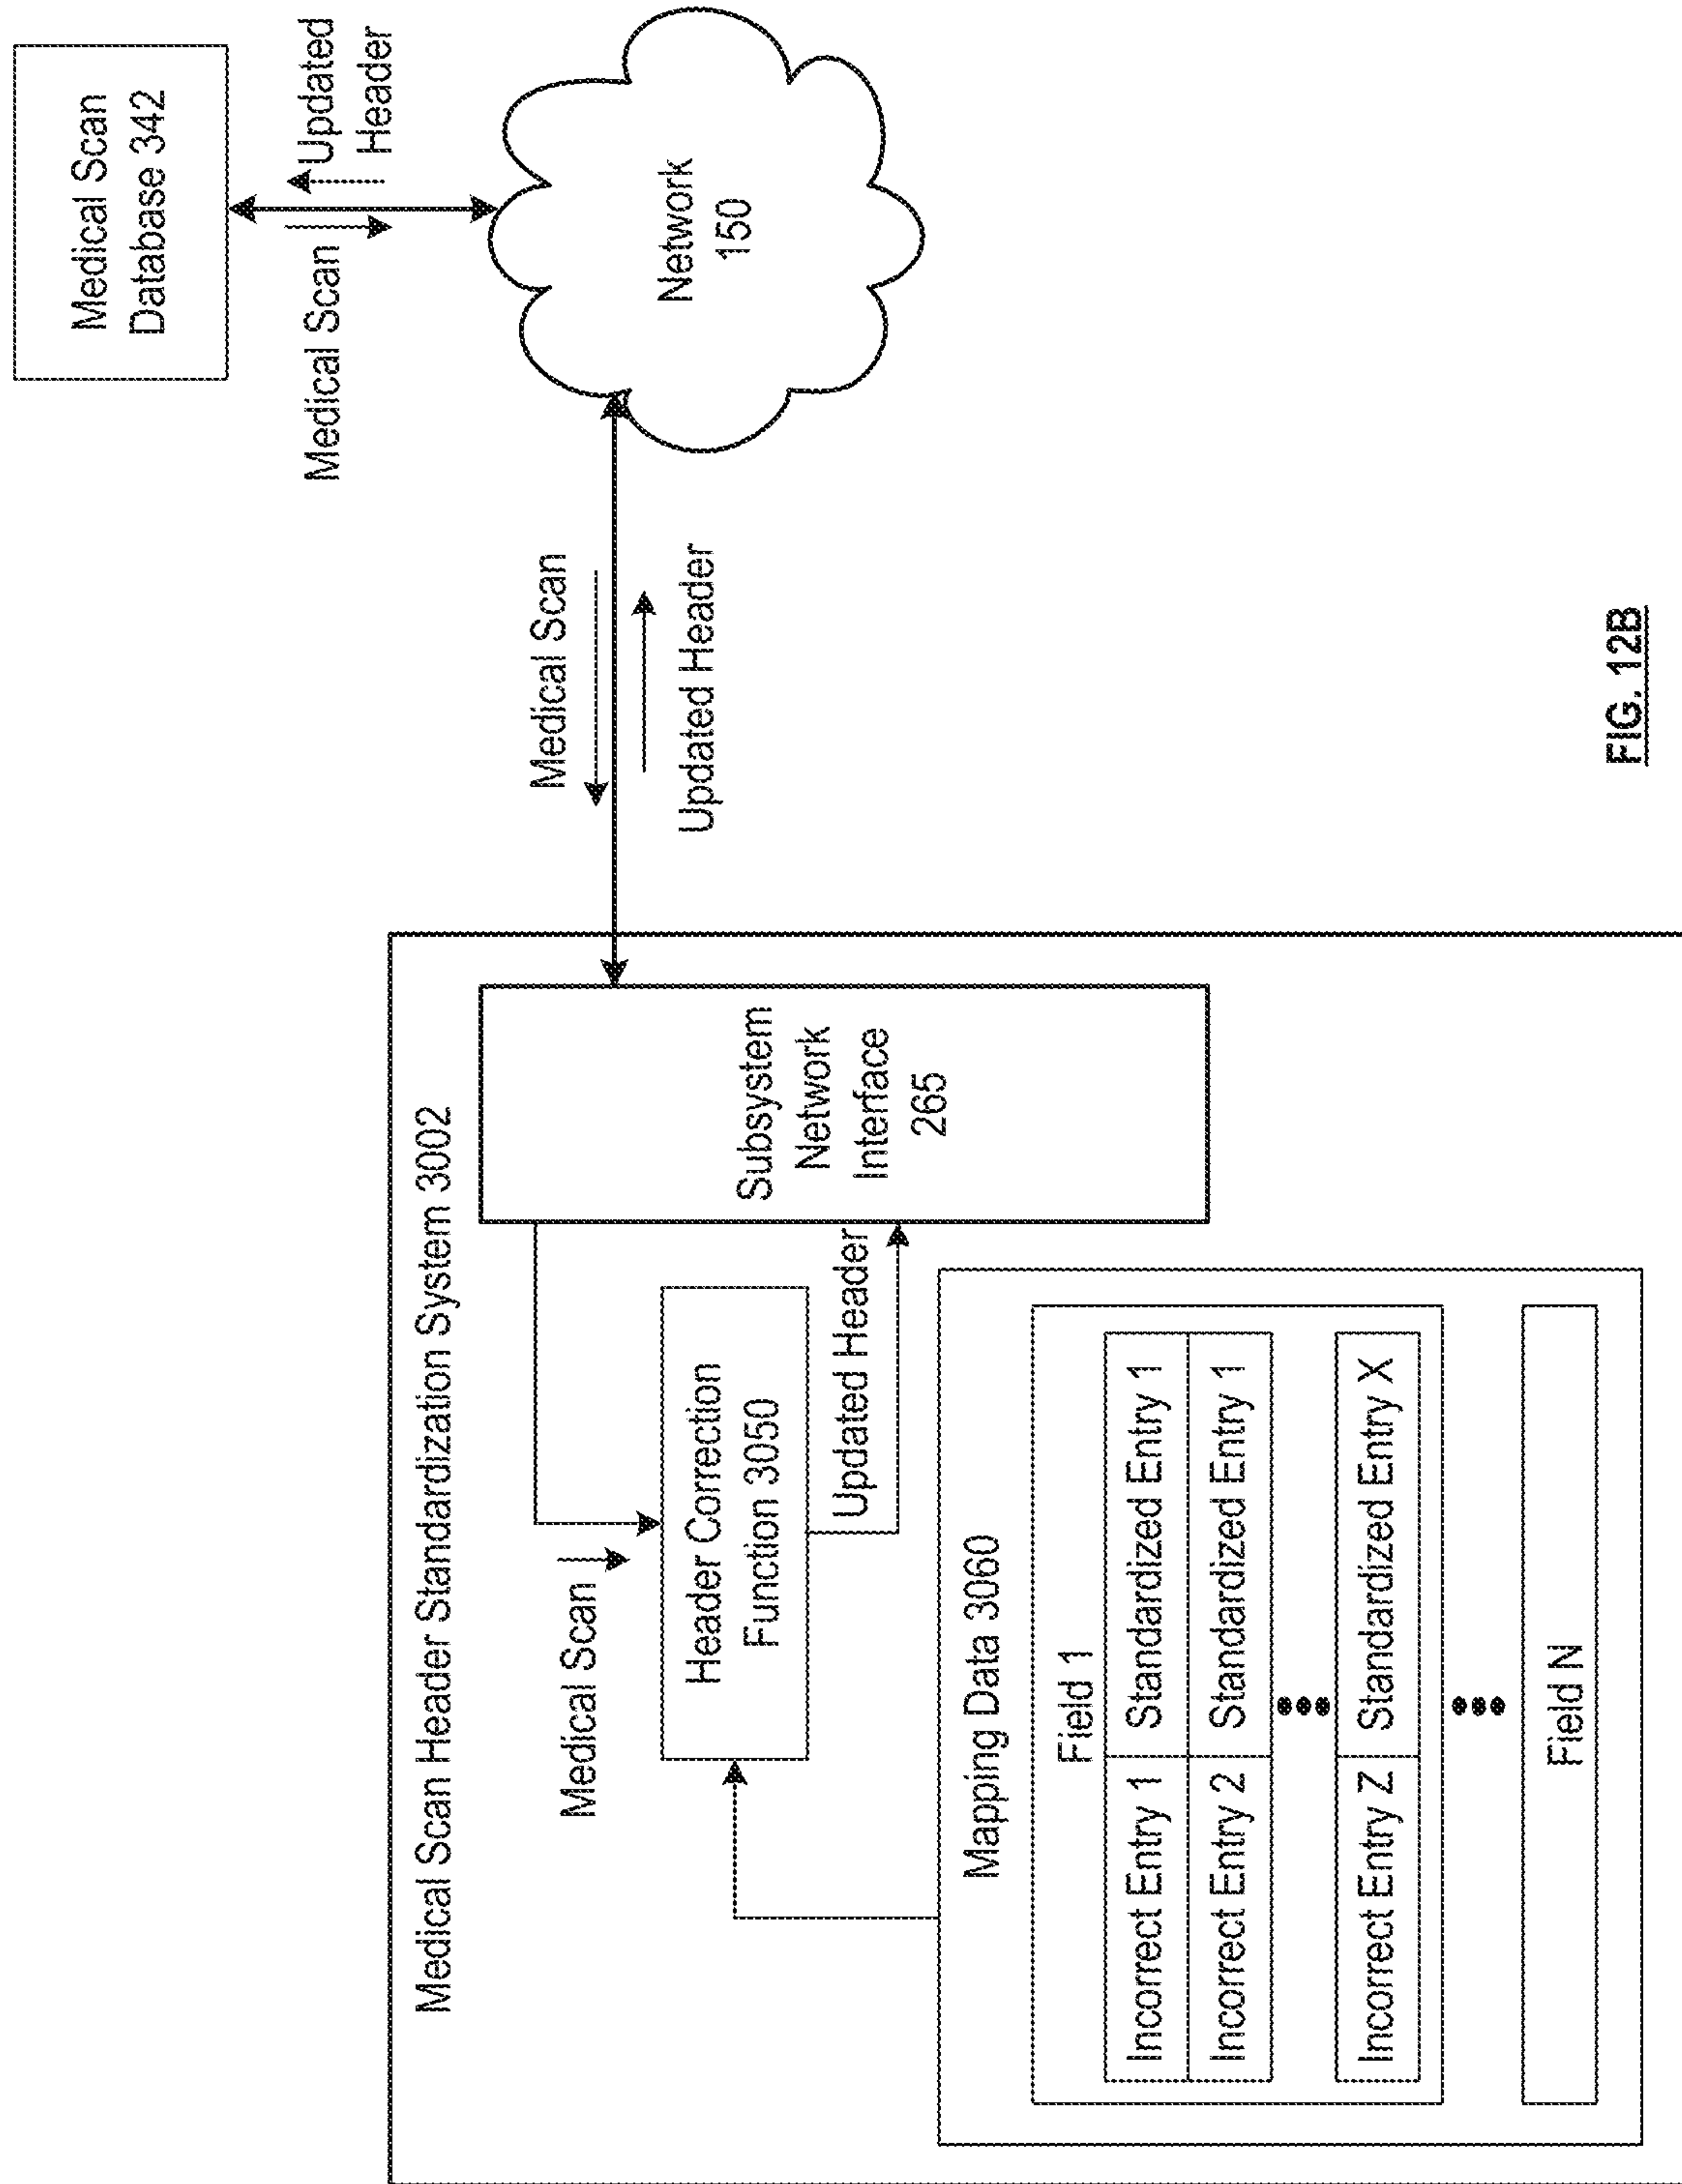 Medical Scan
Database 342
Medical Scan
Updated
Header
Network
150
Medical Scan
Updated Header
Medical Scan Header Standardization System 3002
Subsystem
Network
Interface
265
Medical Scan
Header Correction
Function 3050
Updated Header
Mapping Data 3060
Field 1
Incorrect Entry 1 Standardized Entry 1
Incorrect Entry 2 Standardized Entry 1
Incorrect Entry Z Standardized Entry X
Field N
FIG. 12B